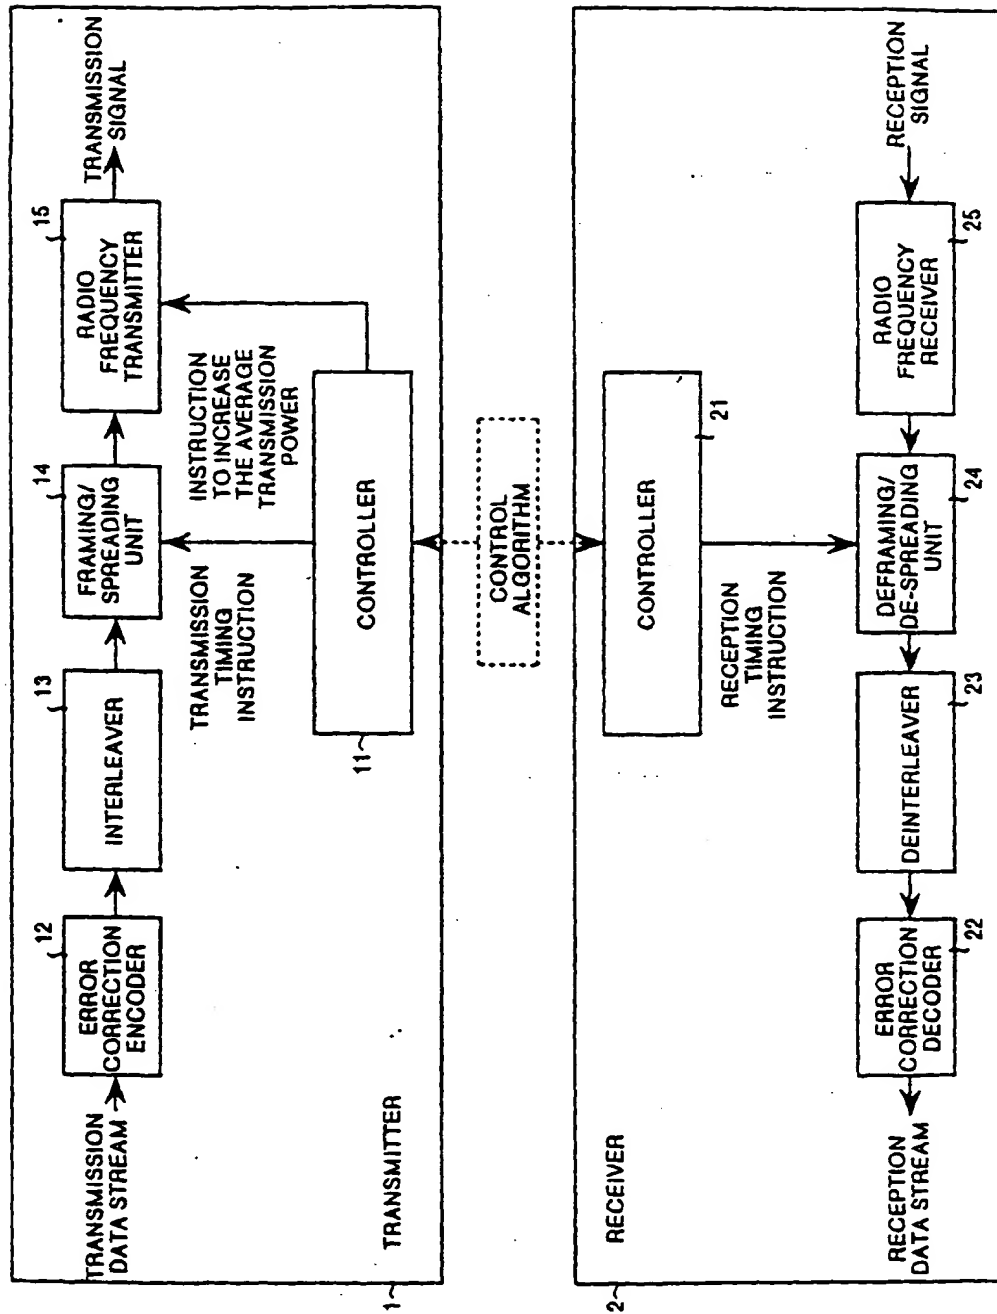 TRANSMISSION
DATA STREAM
12
ERROR
CORRECTION
ENCODER
13
INTERLEAVER
14
FRAMING/
SPREADING
UNIT
15
RADIO
FREQUENCY
TRANSMITTER
TRANSMISSION
SIGNAL
TRANSMISSION
TIMING
INSTRUCTION
INSTRUCTION
TO INCREASE
THE AVERAGE
TRANSMISSION
POWER
11
CONTROLLER
TRANSMITTER
1
CONTROL
ALGORITHM
2
RECEIVER
CONTROLLER
21
RECEPTION
TIMING
INSTRUCTION
RECEPTION
DATA STREAM
ERROR
CORRECTION
DECODER
22
DEINTERLEAVER
23
DEFRAMING/
DE-SPREADING
UNIT
24
RADIO
FREQUENCY
RECEIVER
25
RECEPTION
SIGNAL